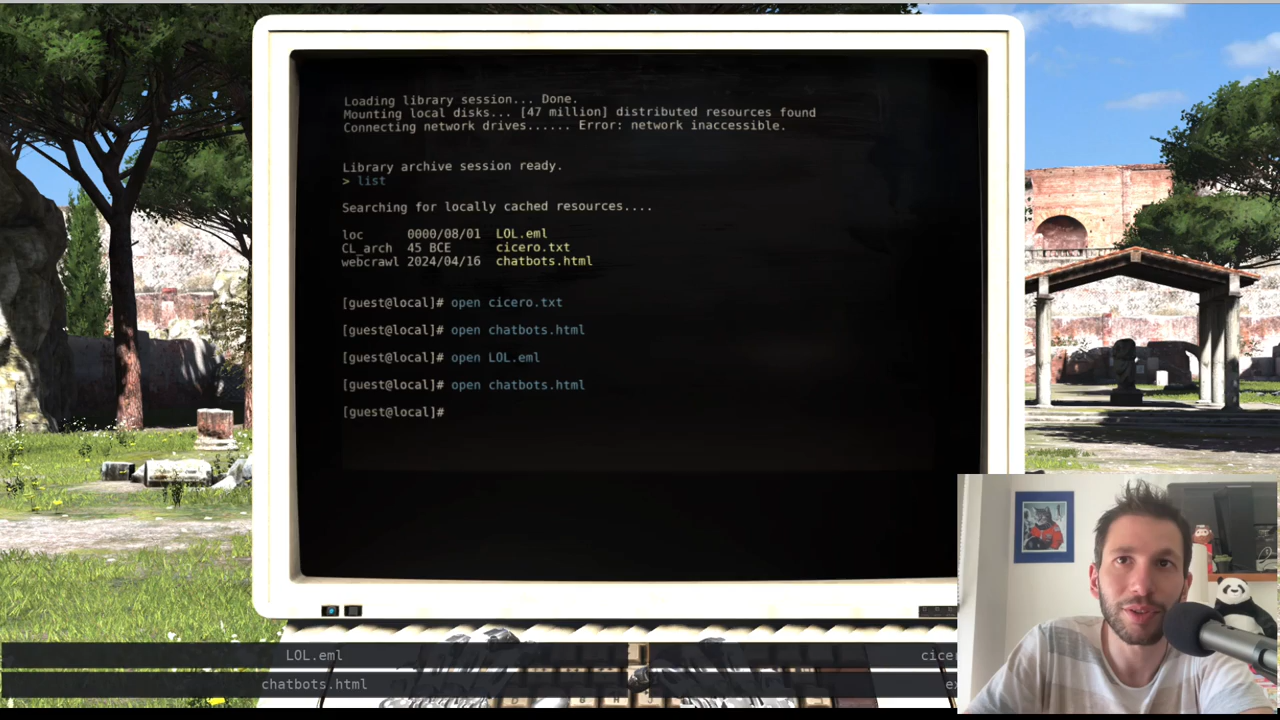 Loading library session... Done.
Mounting local disks... [47 million] distributed resources found
Connecting network drives...... Error: network inaccessible.
Library archive session ready.
> list
Searching for locally cached resources....
loc 0000/08/01 LOL.eml
CL_arch 45 BCE cicero.txt
webcrawl 2024/04/16 chatbots.html
[guest@local]# open cicero.txt
[guest@local]# open chatbots.html
[guest@local]# open LOL.eml
[guest@local]# open chatbots.html
[guest@local]#
LOL.eml
chatbots.html